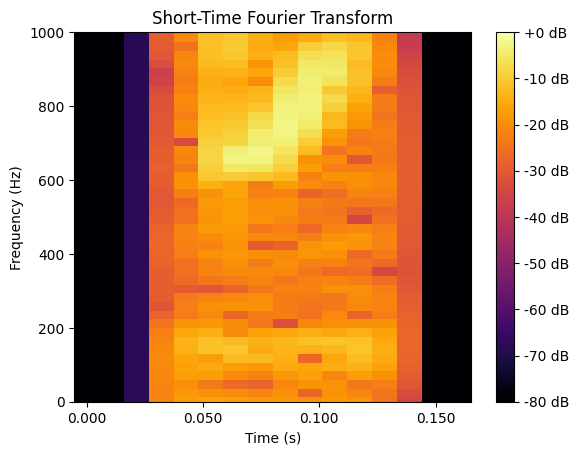 Short-Time Fourier Transform
1000
800
600
400
200
0
Frequency (Hz)
0.000
0.050
0.100
0.150
Time (s)
+0 dB
-10 dB
-20 dB
-30 dB
-40 dB
-50 dB
-60 dB
-70 dB
-80 dB